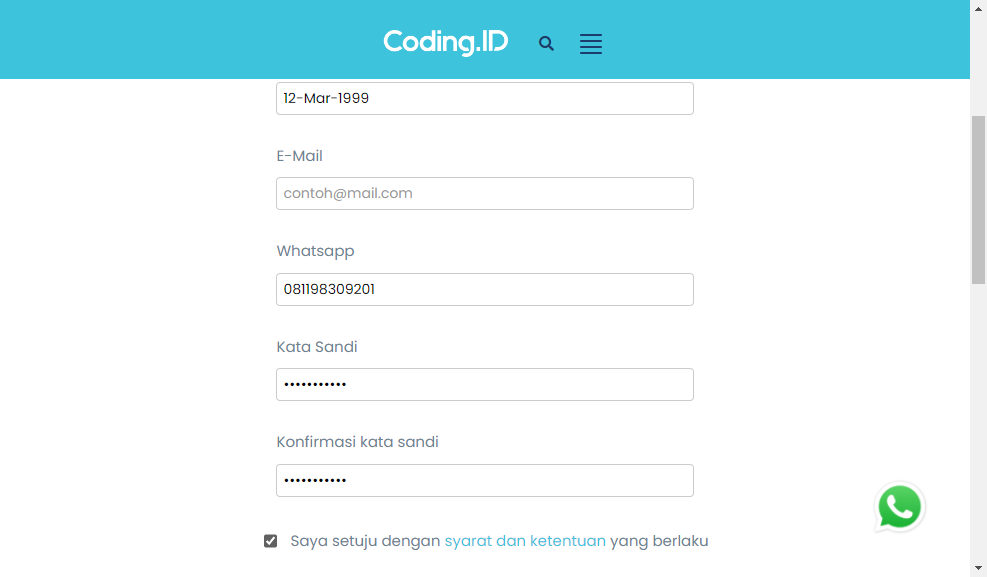 Coding.ID
12-Mar-1999
E-Mail
contoh@mail.com
Whatsapp
081198309201
Kata Sandi
•••••••••••
Konfirmasi kata sandi
•••••••••••
Saya setuju dengan syarat dan ketentuan yang berlaku